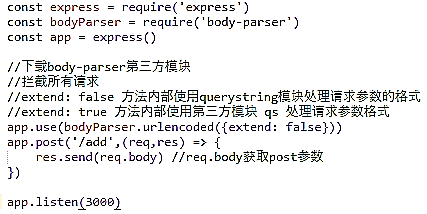 const express = require('express')
const bodyParser = require('body-parser')
const app = express()
//下载body-parser第三方模块
//拦截所有请求
//extend: false 方法内部使用querystring模块处理请求参数的格式
//extend: true 方法内部使用第三方模块 qs 处理请求参数格式
app.use(bodyParser.urlencoded({extend: false}))
app.post('/add',(req,res) => {
    res.send(req.body) //req.body获取post参数
})
app.listen(3000)